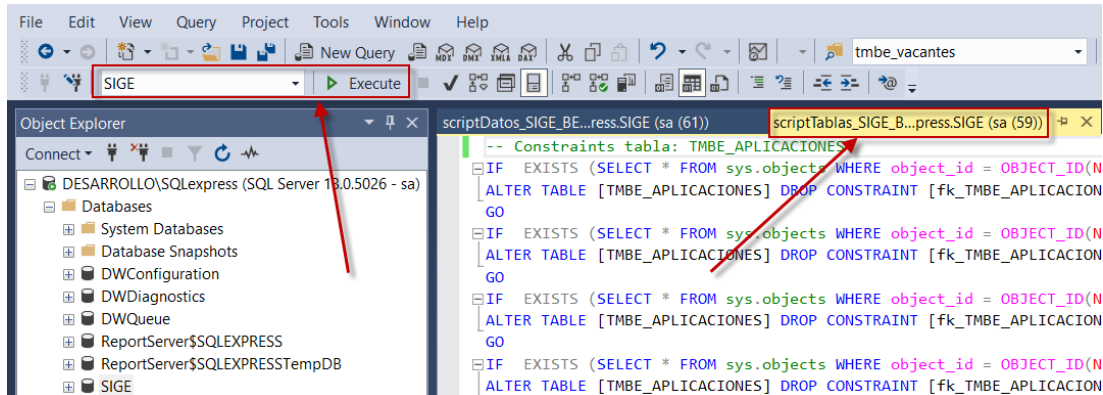 File Edit View Query Project Tools Window Help
New Query MDX DMX XMLA DAX tmbe_vacantes
SIGE Execute
Object Explorer
Connect
DESARROLLO\SQLexpress (SQL Server 13.0.5026 - sa)
Databases
System Databases
Database Snapshots
DWConfiguration
DWDiagnostics
DWQueue
ReportServer$SQLEXPRESS
ReportServer$SQLEXPRESSTempDB
SIGE
scriptDatos_SIGE_BE...ress.SIGE (sa (61)) scriptTablas_SIGE_B...press.SIGE (sa (59))
-- Constraints tabla: TMBE_APLICACIONES
IF EXISTS (SELECT * FROM sys.objects WHERE object_id = OBJECT_ID(N
ALTER TABLE [TMBE_APLICACIONES] DROP CONSTRAINT [fk_TMBE_APLICACION
GO
IF EXISTS (SELECT * FROM sys.objects WHERE object_id = OBJECT_ID(N
ALTER TABLE [TMBE_APLICACIONES] DROP CONSTRAINT [fk_TMBE_APLICACION
GO
IF EXISTS (SELECT * FROM sys.objects WHERE object_id = OBJECT_ID(N
ALTER TABLE [TMBE_APLICACIONES] DROP CONSTRAINT [fk_TMBE_APLICACION
GO
IF EXISTS (SELECT * FROM sys.objects WHERE object_id = OBJECT_ID(N
ALTER TABLE [TMBE_APLICACIONES] DROP CONSTRAINT [fk_TMBE_APLICACION